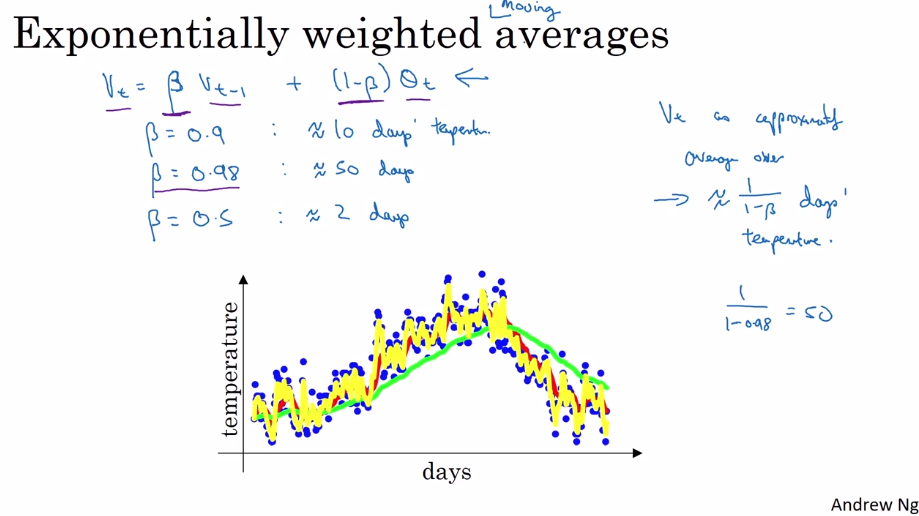 Moving
Exponentially weighted averages
Vt = β Vt-1 + (1-β) θt ←
β = 0.9 : ≈ 10 days'
β = 0.98 : ≈ 50 days
β = 0.5 : ≈ 2 days
Vt as approximately
average over
→ ≈ 1/1-β days'
temperature.
1/1-0.98 = 50
temperature
days
Andrew Ng